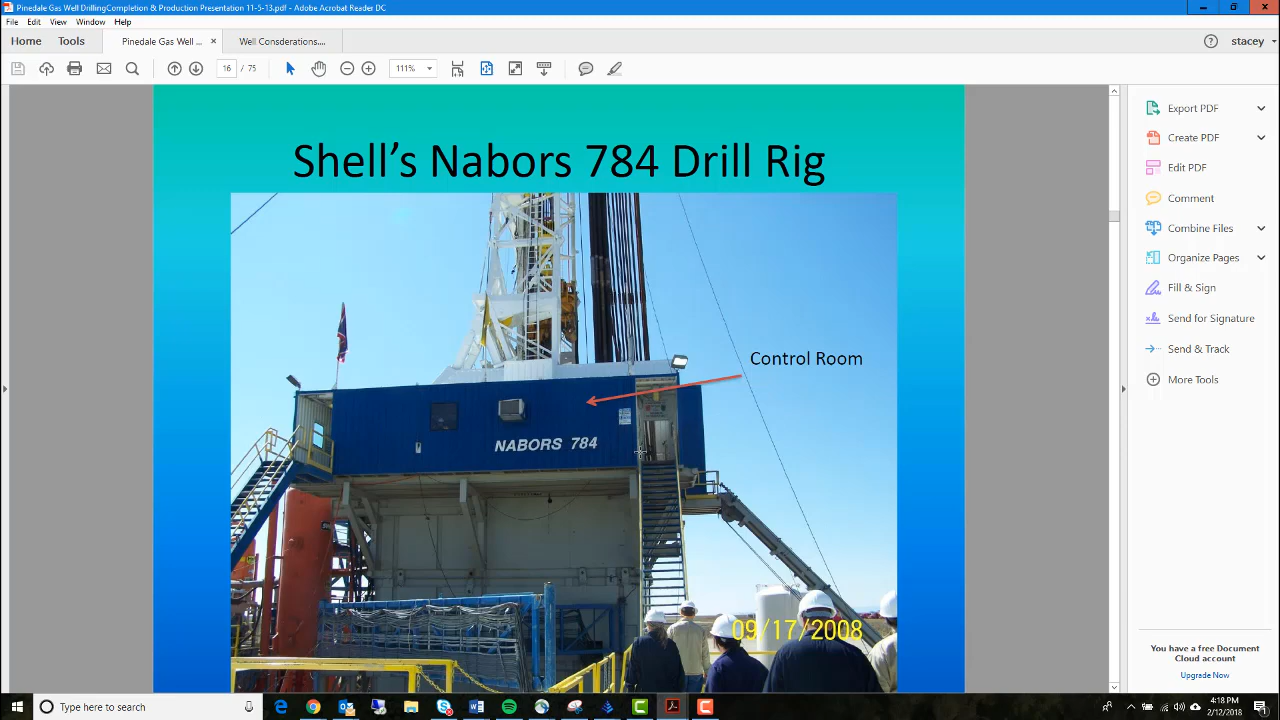 Pinedale Gas Well DrillingCompletion & Production Presentation 11-5-13.pdf - Adobe Acrobat Reader DC
File Edit View Window Help
Home Tools Pinedale Gas Well ... × Well Consderations.... ? stacey
16 / 75 111%
Shell's Nabors 784 Drill Rig
Control Room
NABORS 784
09/17/2008
Export PDF
Create PDF
Edit PDF
Comment
Combine Files
Organize Pages
Fill & Sign
Send for Signature
Send & Track
More Tools
You have a free Document
Cloud account
Upgrade Now
Type here to search
4:18 PM
2/12/2018